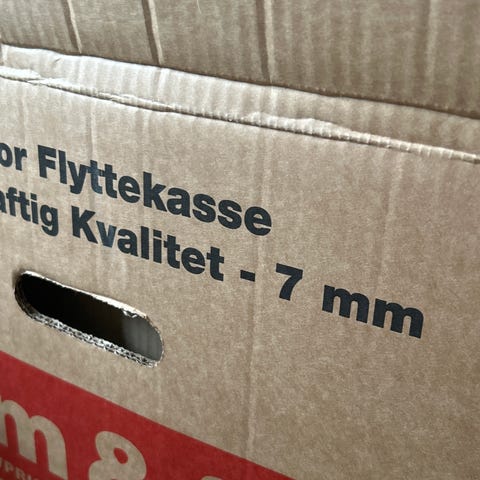 or Flyttekasse
aftig Kvalitet - 7 mm
m &